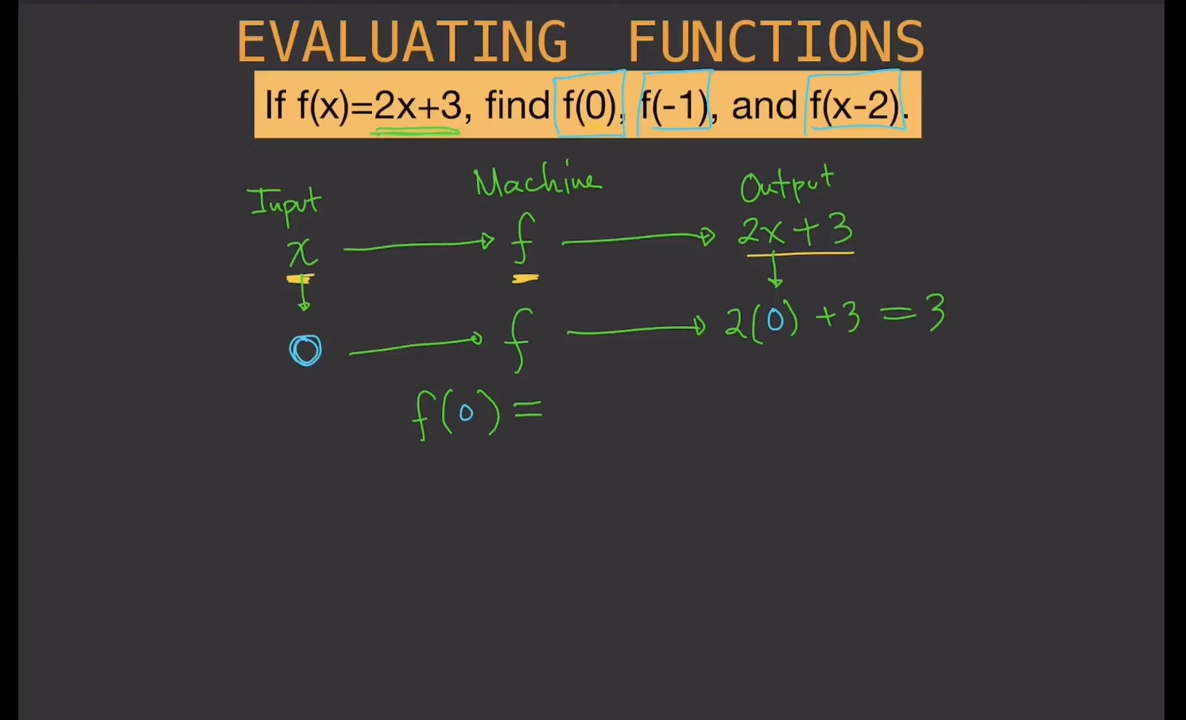 EVALUATING FUNCTIONS
If f(x)=2x+3, find f(0), f(-1), and f(x-2).
Input Machine Output
x f 2x+3
0 f 2(0)+3=3
f(0)=